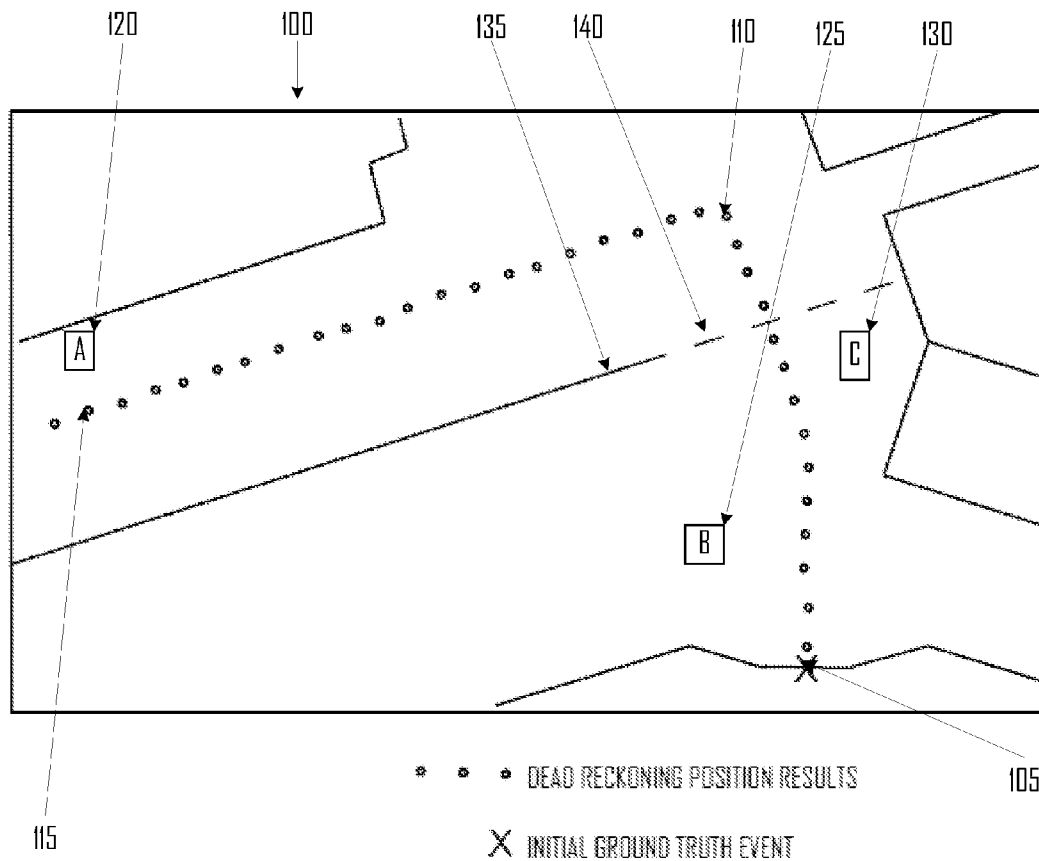 120 100 135 140 110 125 130
A
C
B
DEAD RECKONING POSITION RESULTS
105
115
INITIAL GROUND TRUTH EVENT